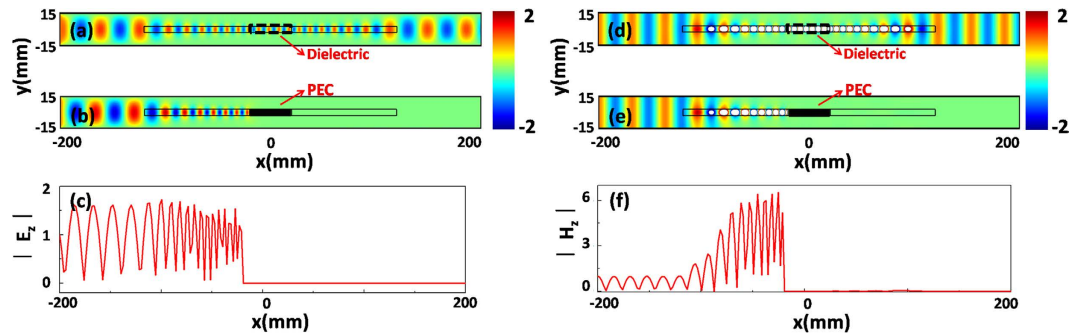 15
(a)
-15
Dielectric
2
y(mm)
PEC
15
(b)
-15
-2
-200 0 200
x(mm)
2
(c)
1
| E_z |
0
-200 0 200
x(mm)
15
(d)
-15
Dielectric
2
y(mm)
PEC
15
(e)
-15
-2
-200 0 200
x(mm)
6
(f)
3
| H_z |
0
-200 0 200
x(mm)